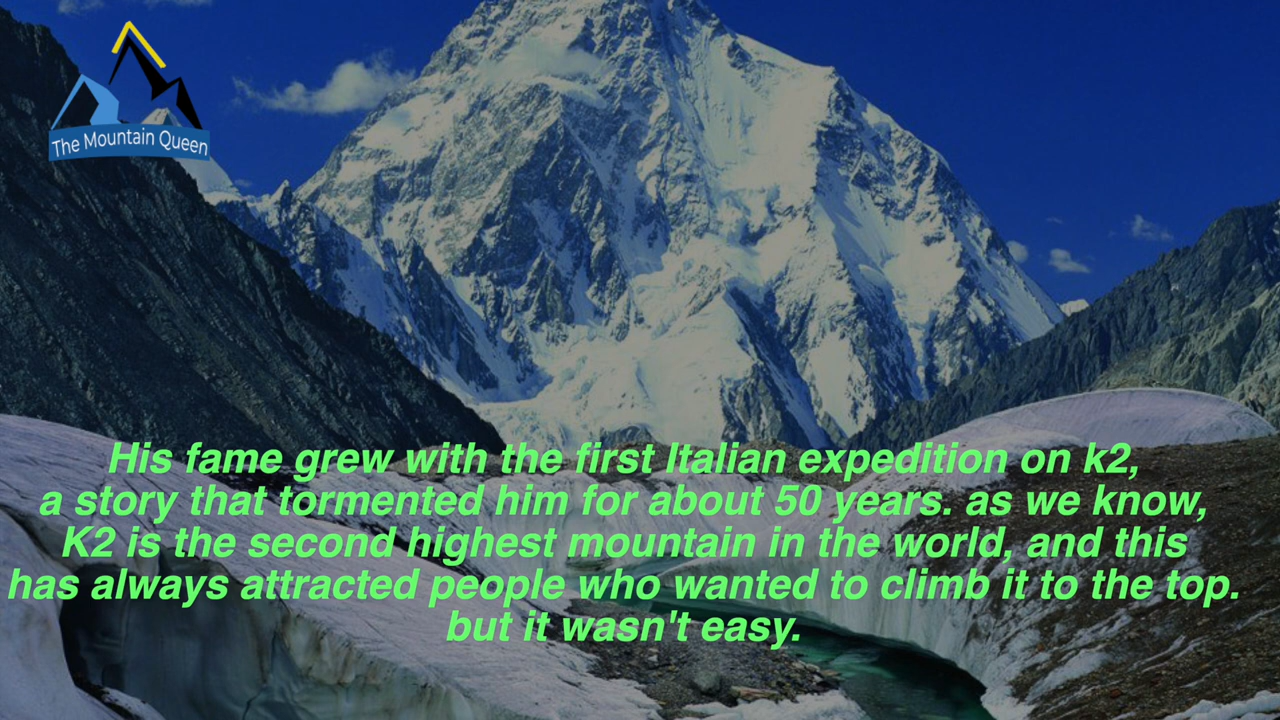 The Mountain Queen
His fame grew with the first Italian expedition on k2,
a story that tormented him for about 50 years. as we know,
K2 is the second highest mountain in the world, and this
has always attracted people who wanted to climb it to the top.
but it wasn't easy.